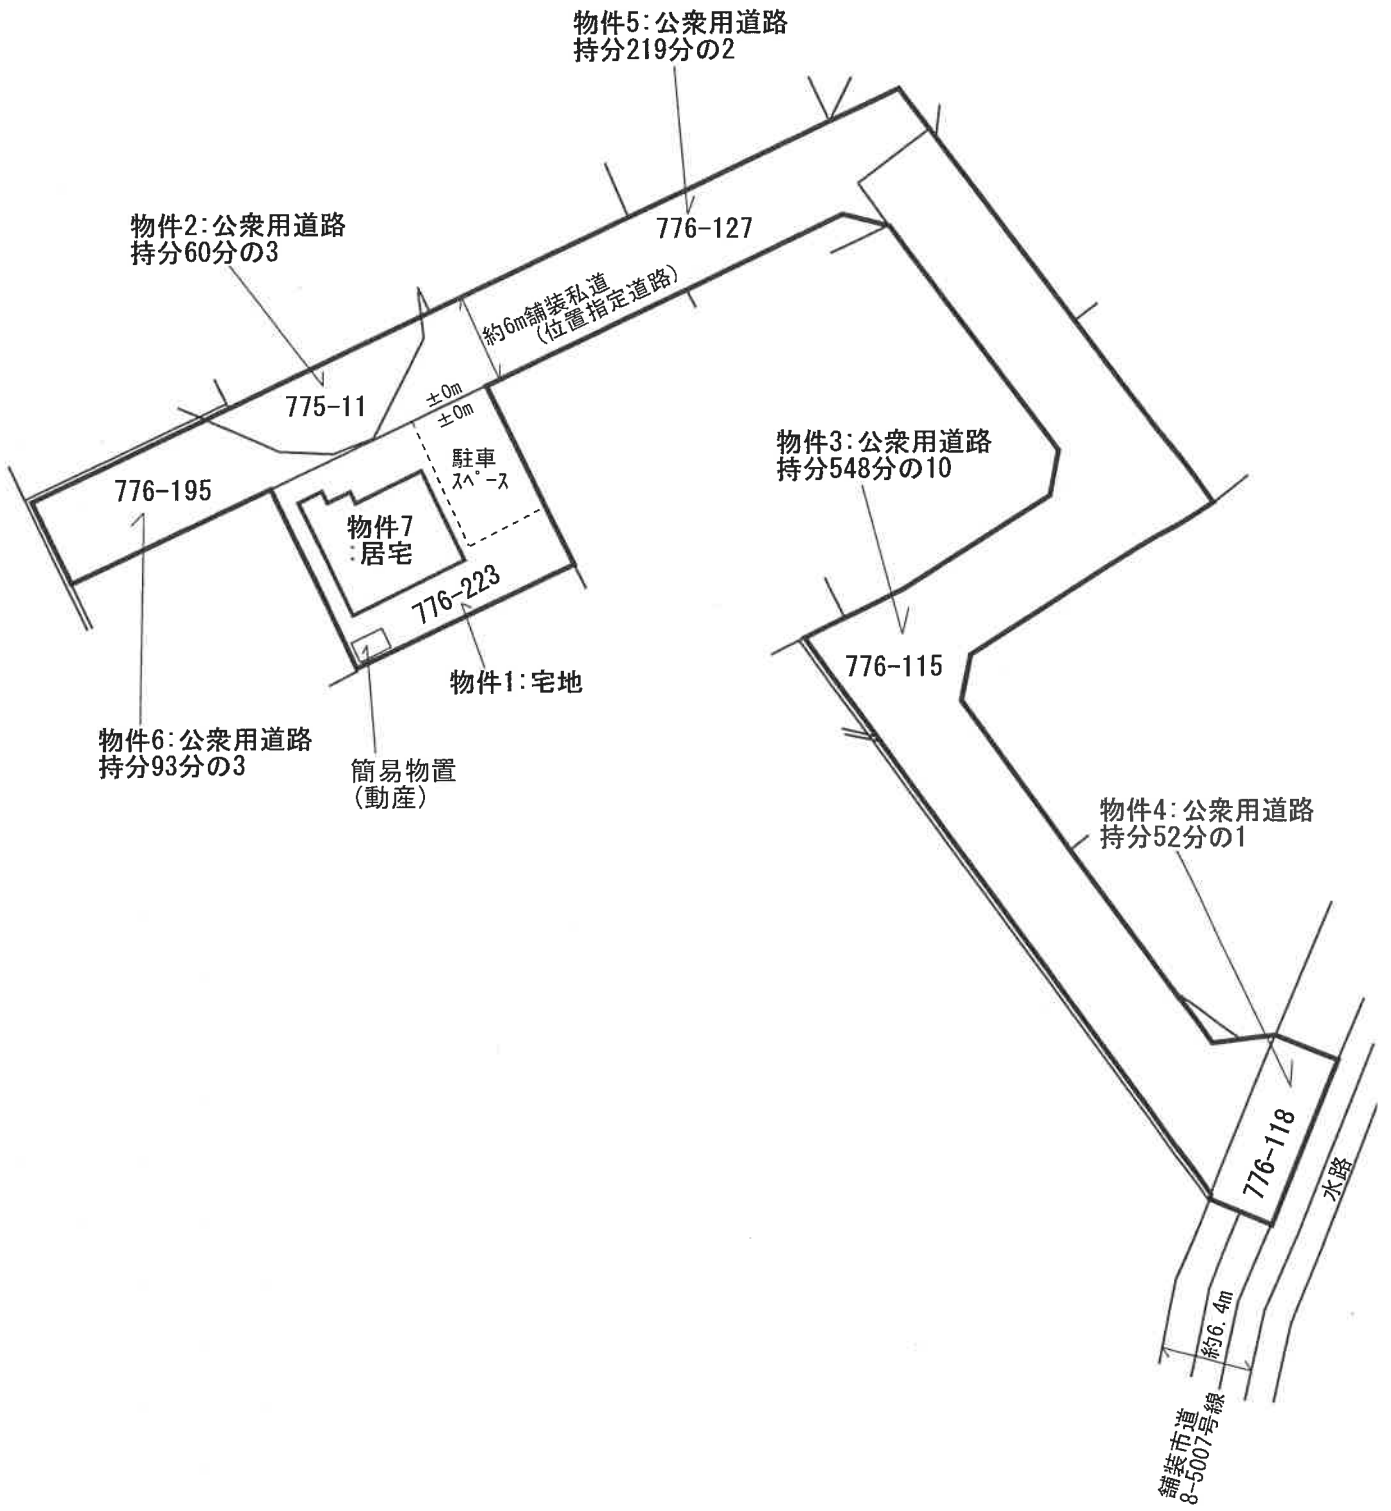 物件5:公衆用道路
持分219分の2
物件2:公衆用道路
持分60分の3
776-127
約6m舗装私道
(位置指定道路)
775-11
±0m
±0m
駐車
スペース
776-195
物件7
:居宅
776-223
物件1:宅地
物件6:公衆用道路
持分93分の3
簡易物置
(動産)
物件3:公衆用道路
持分548分の10
776-115
物件4:公衆用道路
持分52分の1
776-118
水路
約6.4m
舗装市道
8-5007号線